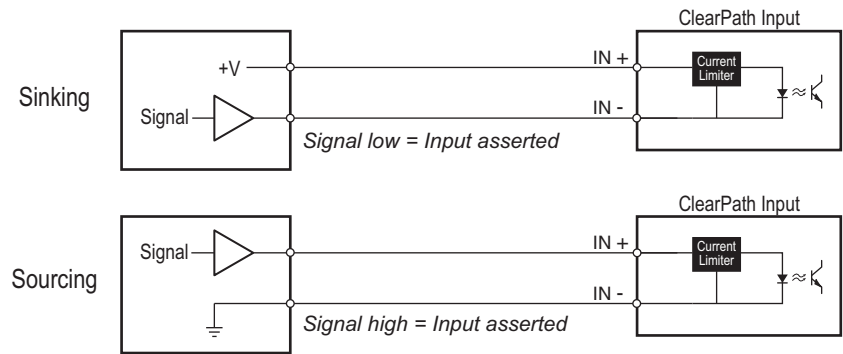 ClearPath Input
Sinking
+V
IN +
Current
Limiter
Signal
IN -
Signal low = Input asserted
ClearPath Input
Sourcing
Signal
IN +
Current
Limiter
IN -
Signal high = Input asserted